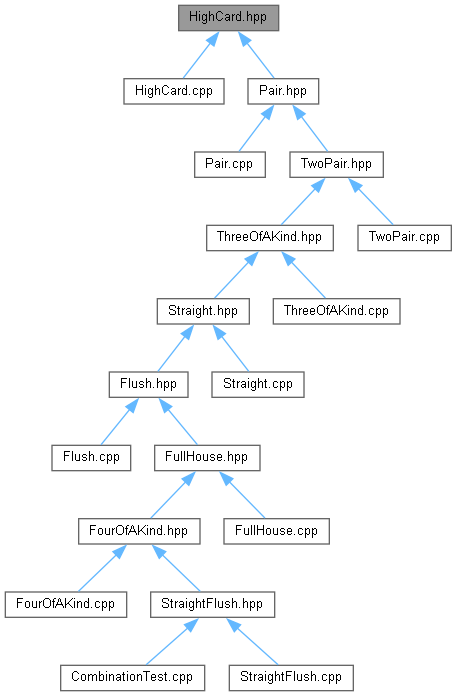 HighCard.hpp
HighCard.cpp
Pair.hpp
Pair.cpp
TwoPair.hpp
ThreeOfAKind.hpp
TwoPair.cpp
Straight.hpp
ThreeOfAKind.cpp
Flush.hpp
Straight.cpp
Flush.cpp
FullHouse.hpp
FourOfAKind.hpp
FullHouse.cpp
FourOfAKind.cpp
StraightFlush.hpp
CombinationTest.cpp
StraightFlush.cpp